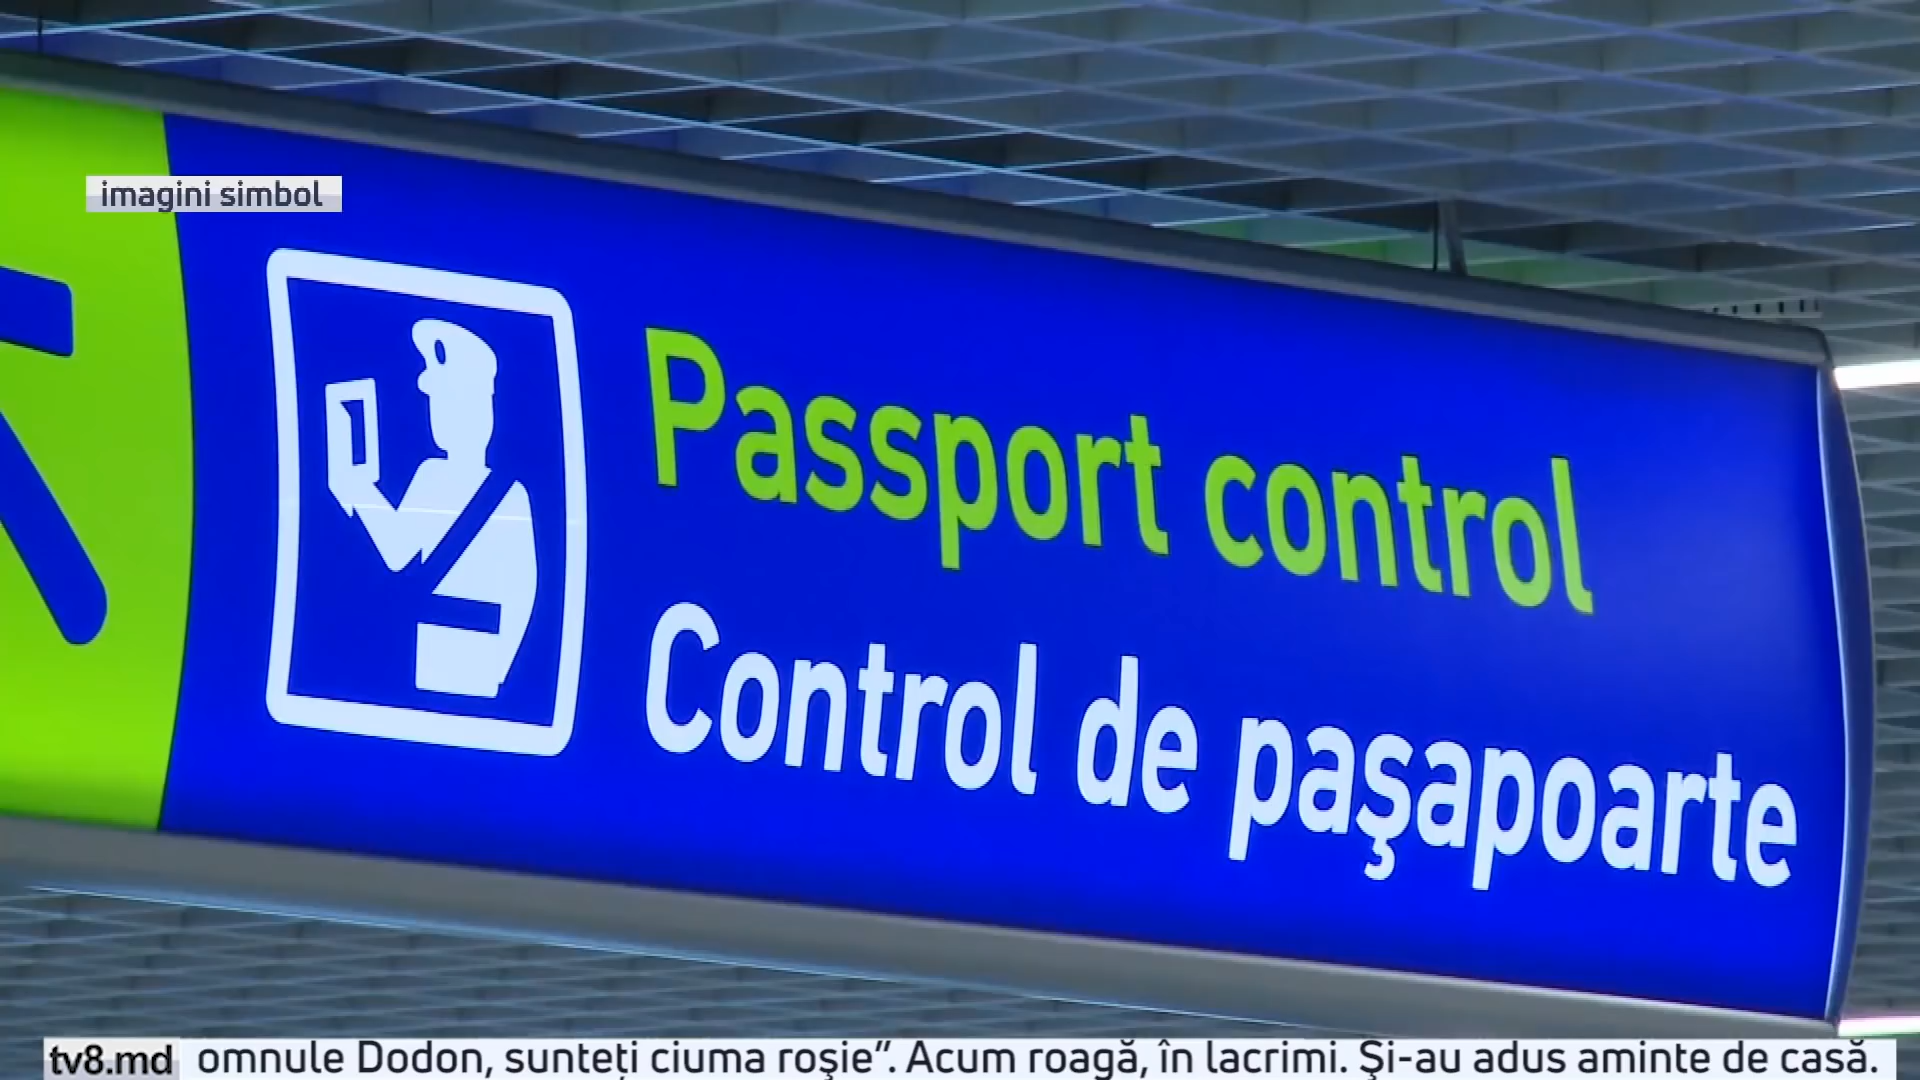 imagini simbol
Passport control
Control de paşapoarte
tv8.md omnule Dodon, sunteți ciuma roşie”. Acum roagă, în lacrimi. Și-au adus aminte de casă.